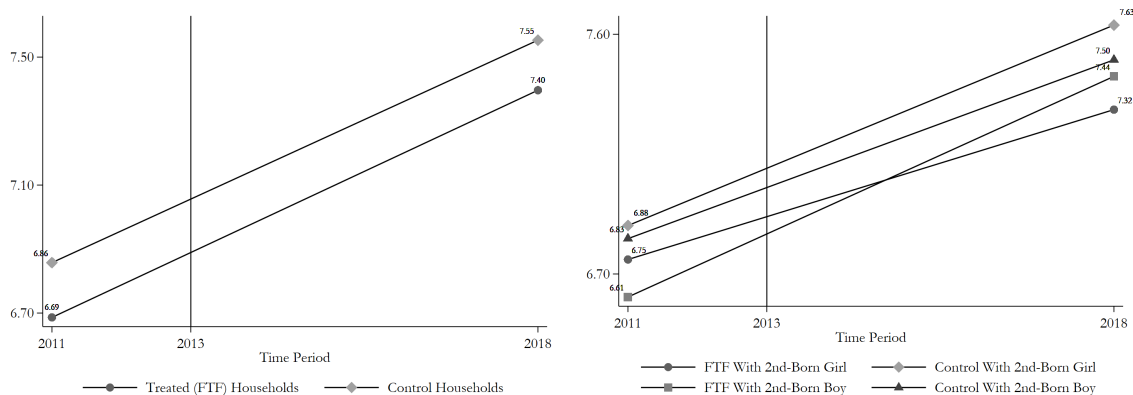 7.50
7.10
6.70
7.55
7.40
6.86
6.69
2011
2013
2018
Time Period
Treated (FTF) Households
Control Households
7.60
6.70
7.63
7.50
7.44
7.32
6.88
6.83
6.75
6.61
2011
2013
2018
Time Period
FTF With 2nd-Born Girl
Control With 2nd-Born Girl
FTF With 2nd-Born Boy
Control With 2nd-Born Boy